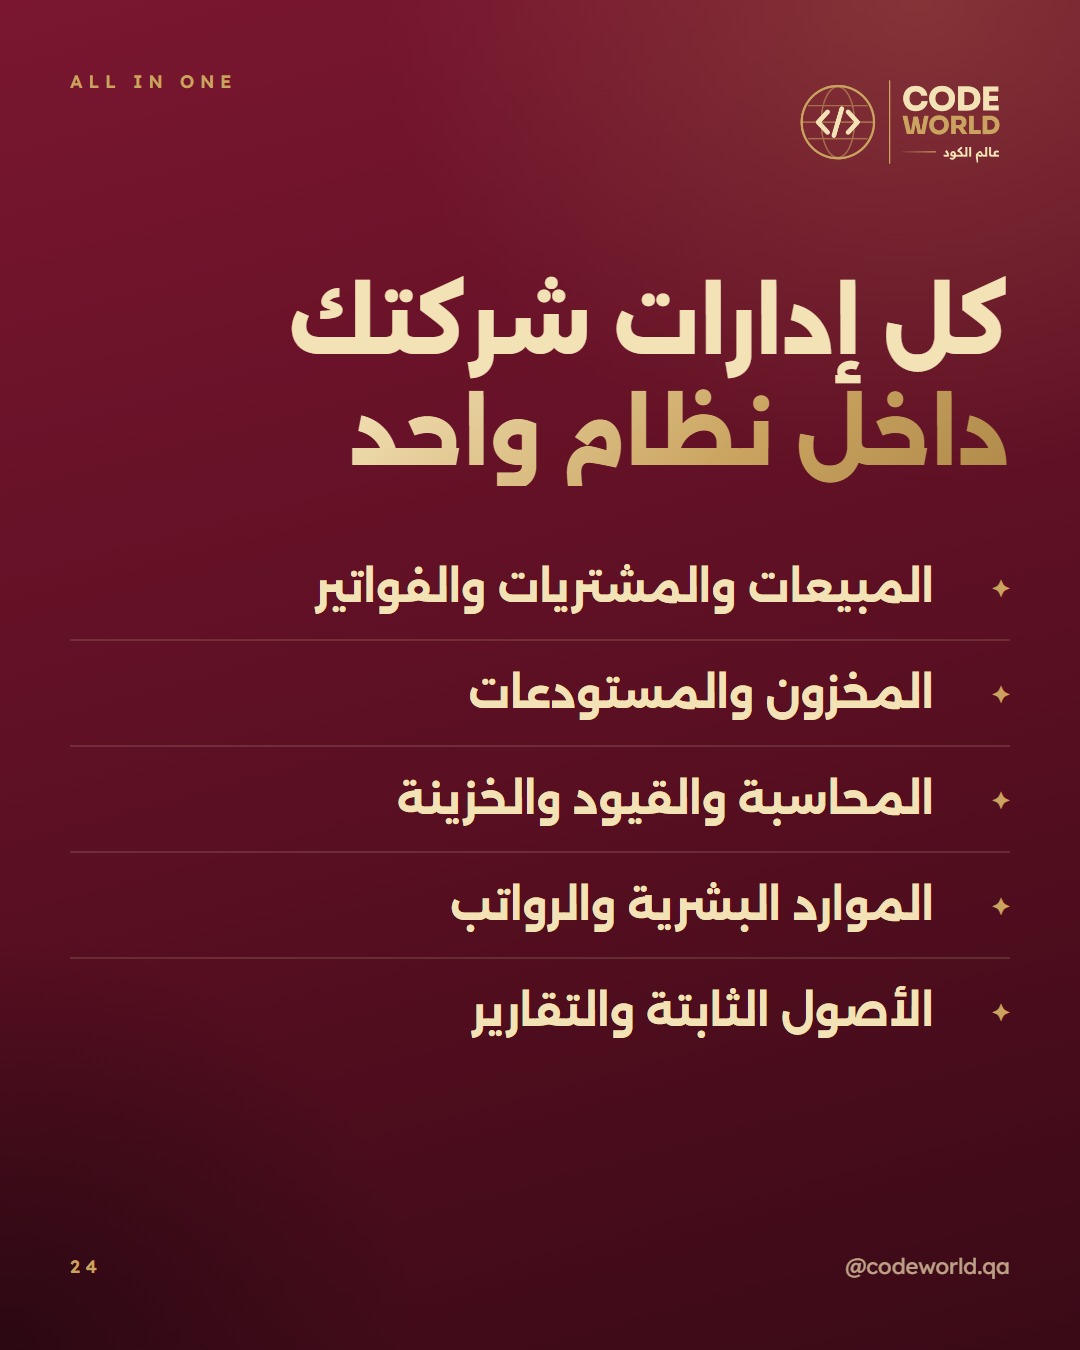 ALL IN ONE
CODE
WORLD
عالم الكود
كل إدارات شركتك
داخل نظام واحد
المبيعات والمشتريات والفواتير
المخزون والمستودعات
المحاسبة والقيود والخزينة
الموارد البشرية والرواتب
الأصول الثابتة والتقارير
24
@codeworld.qa